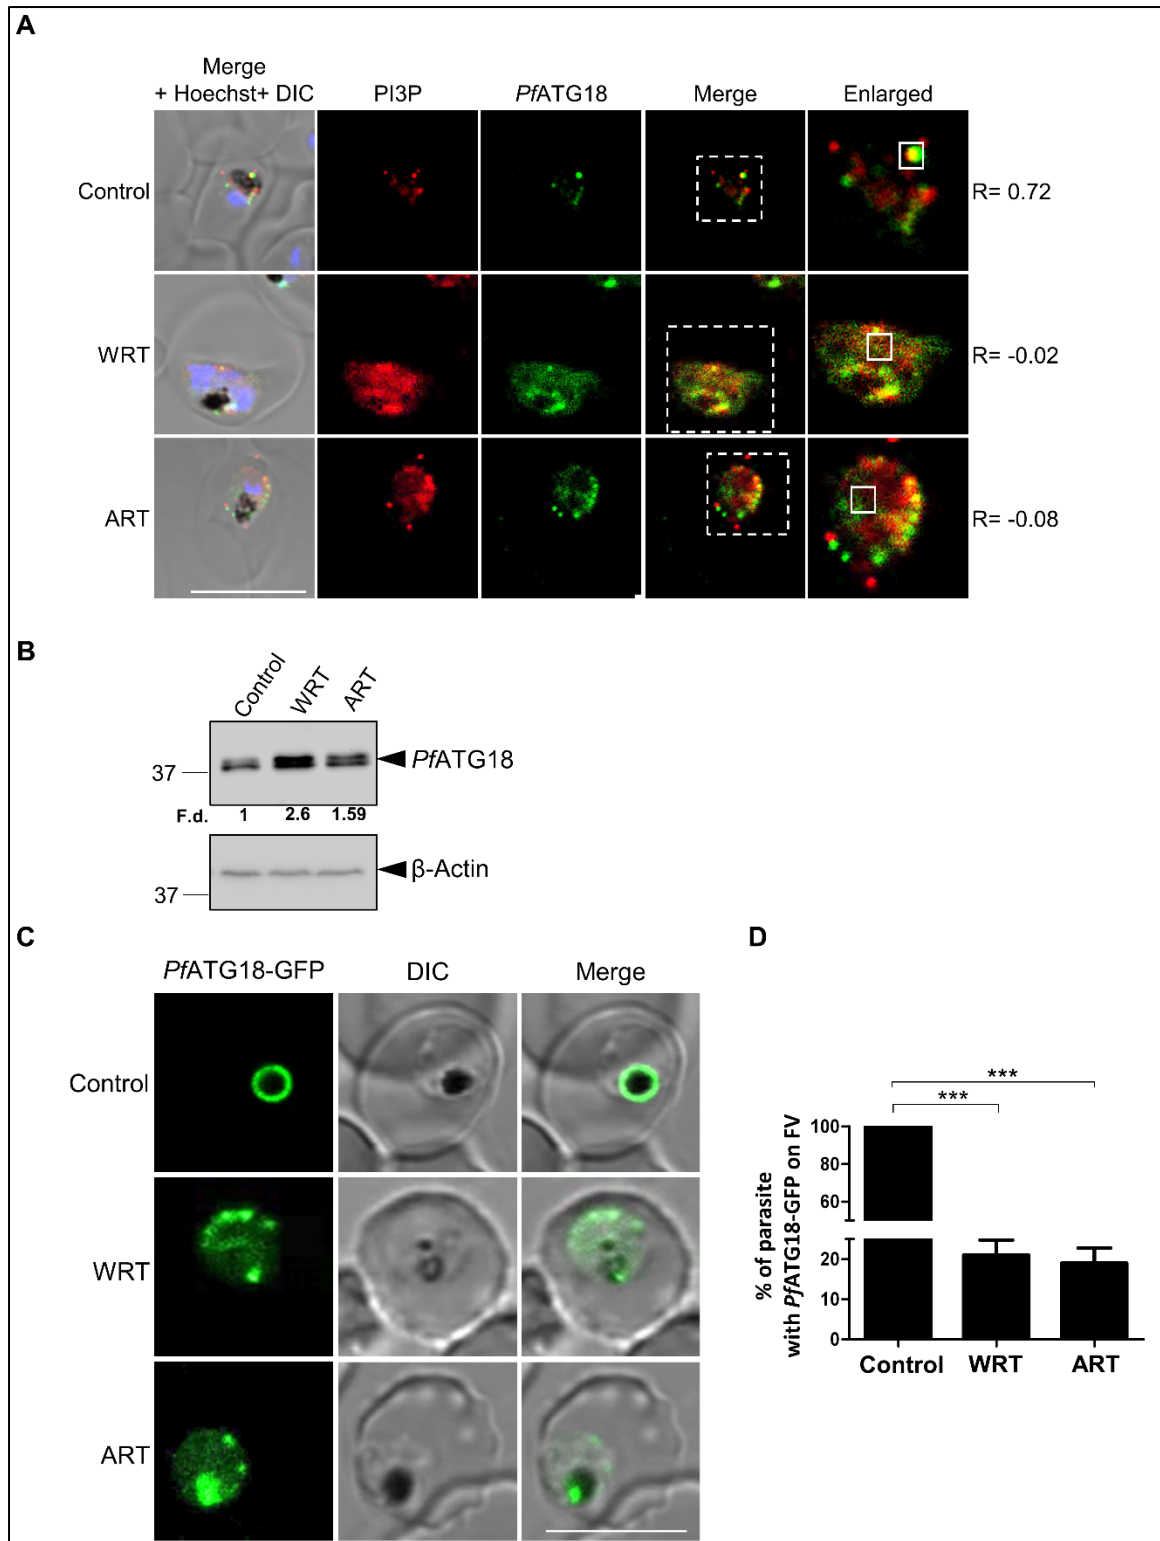 A
Merge
+ Hoechst+ DIC
PI3P
PfATG18
Merge
Enlarged
Control
R= 0.72
WRT
R= -0.02
ART
R= -0.08
B
Control
WRT
ART
37
PfATG18
F.d.
1
2.6
1.59
β-Actin
37
C
PfATG18-GFP
DIC
Merge
Control
WRT
ART
D
% of parasite
with PfATG18-GFP on FV
***
***
100
80
60
20
10
0
Control
WRT
ART